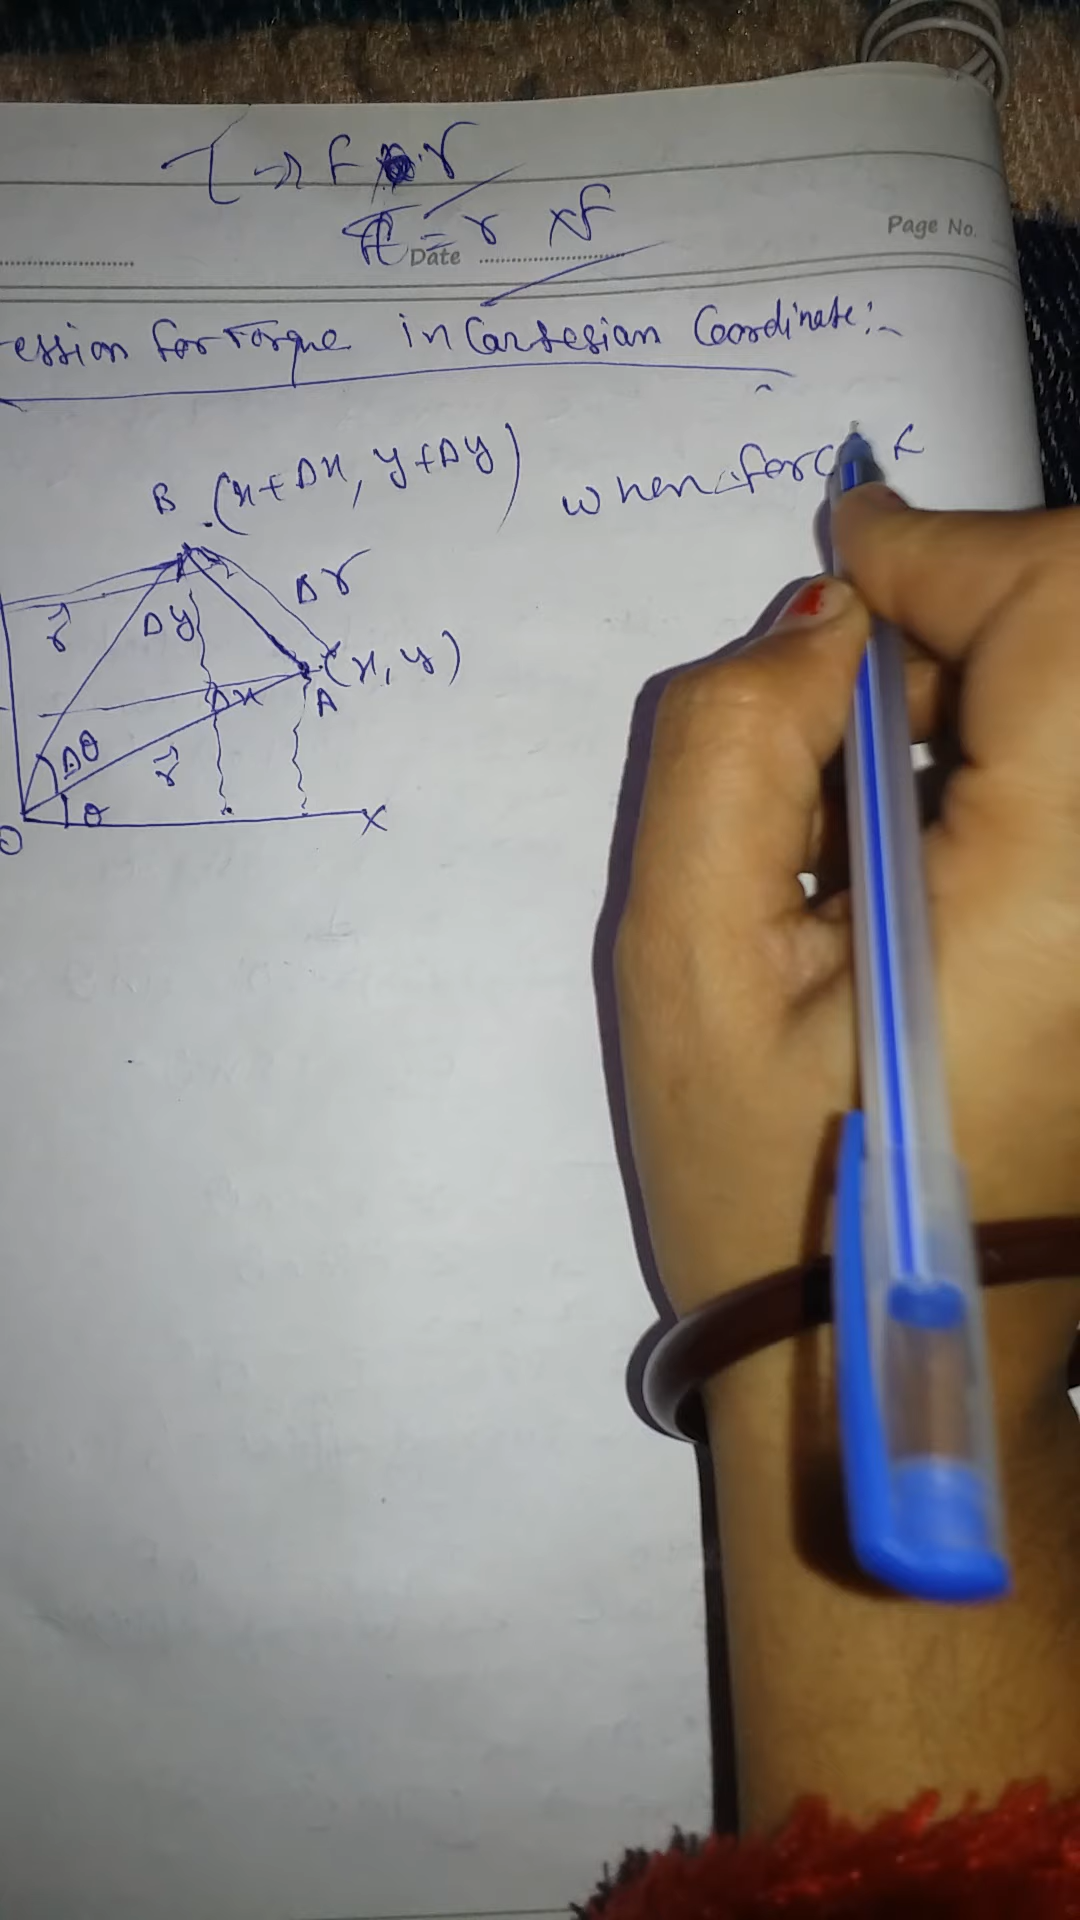 τ → F . r
τ = r × F
Date
Page No.
ession for Torque in Cartesian Coordinate:-
B (x+Δx, y+Δy)
when force
Δr
r⃗
Δy
(x, y)
Δx
A
Δθ
r⃗
θ
X
O